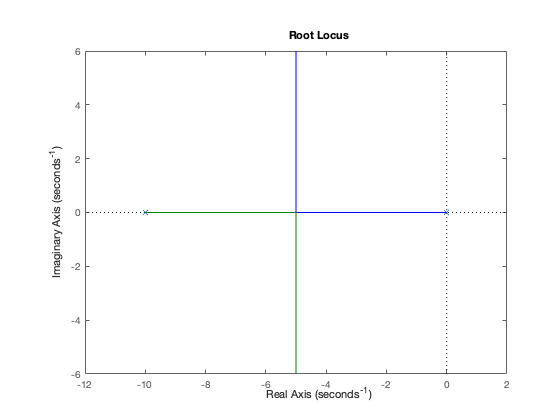 Root Locus
6
4
2
0
-2
-4
-6
Imaginary Axis (seconds⁻¹)
-12 -10 -8 -6 -4 -2 0 2
Real Axis (seconds⁻¹)